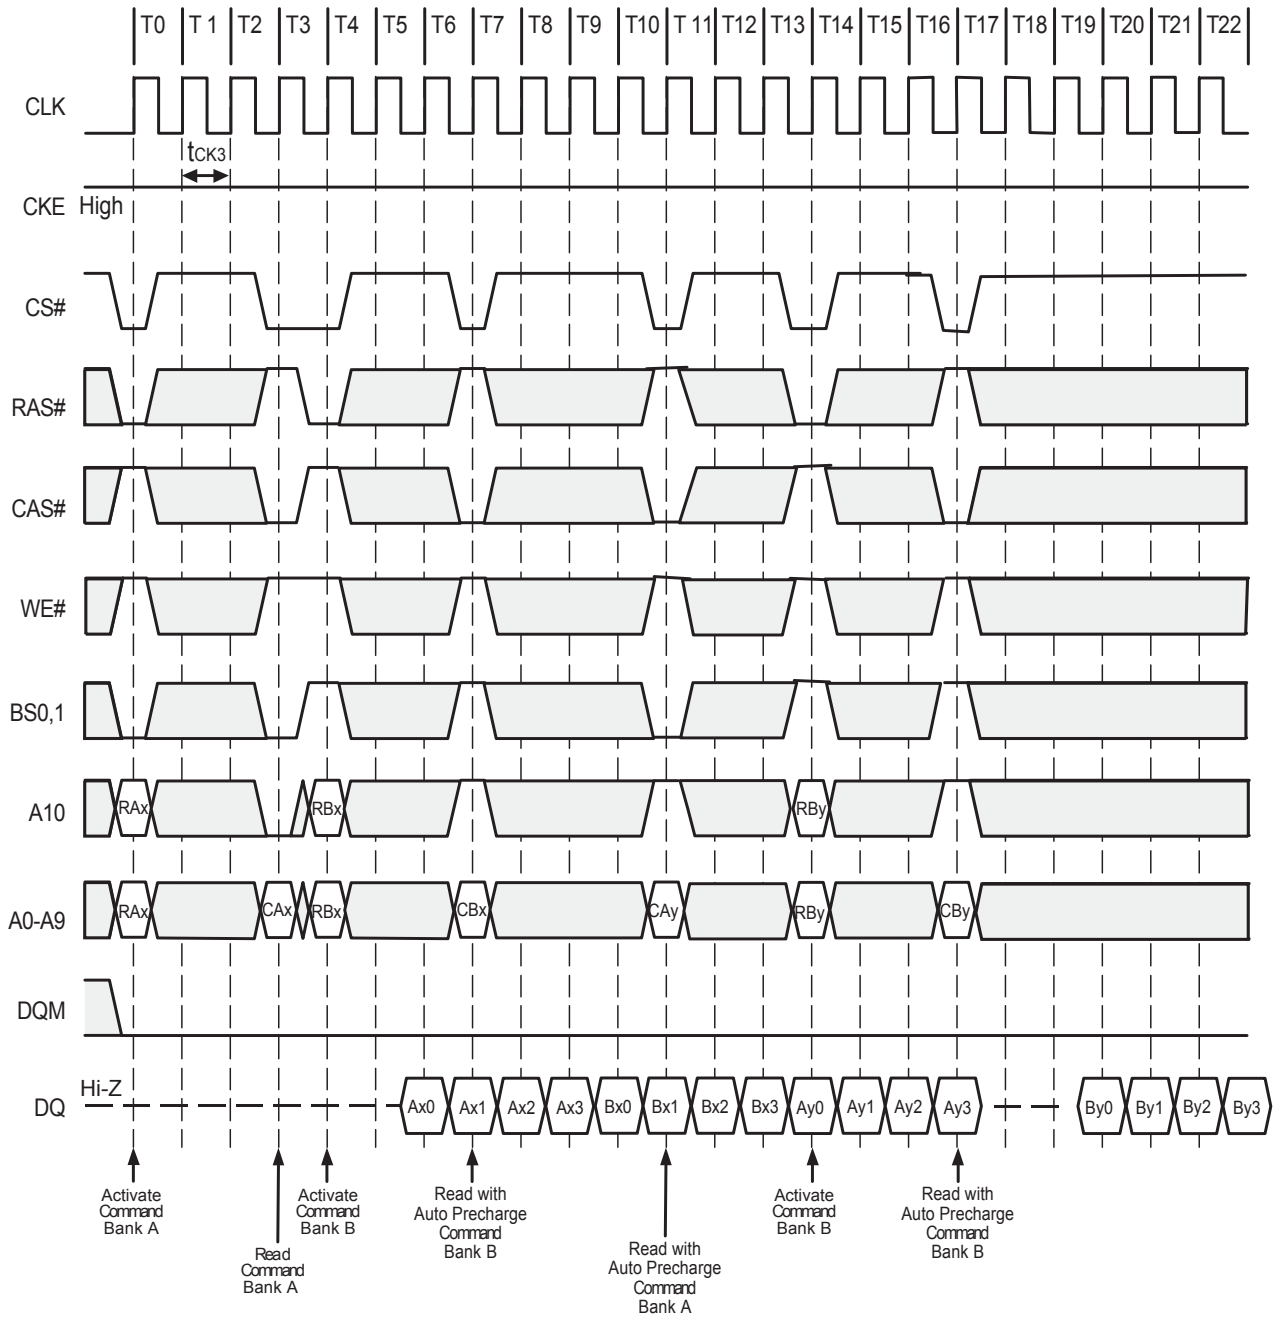 T0 T 1 T2 T3 T4 T5 T6 T7 T8 T9 T10 T 11 T12 T13 T14 T15 T16 T17 T18 T19 T20 T21 T22
CLK
tCK3
CKE High
CS#
RAS#
CAS#
WE#
BS0,1
A10 RAx RBx RBy
A0-A9 RAx CAx RBx CBx CAy RBy CBy
DQM
Hi-Z
DQ Ax0 Ax1 Ax2 Ax3 Bx0 Bx1 Bx2 Bx3 Ay0 Ay1 Ay2 Ay3 By0 By1 By2 By3
Activate
Command
Bank A
Read
Command
Bank A
Activate
Command
Bank B
Read with
Auto Precharge
Command
Bank B
Read with
Auto Precharge
Command
Bank A
Activate
Command
Bank B
Read with
Auto Precharge
Command
Bank B